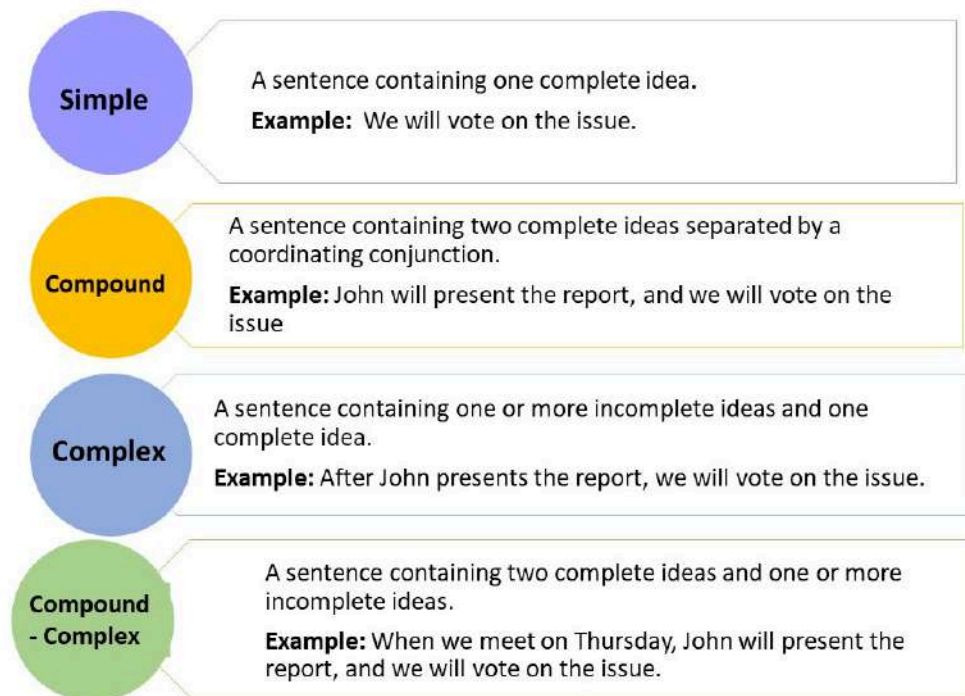 Simple
A sentence containing one complete idea.
Example: We will vote on the issue.
Compound
A sentence containing two complete ideas separated by a
coordinating conjunction.
Example: John will present the report, and we will vote on the
issue
Complex
A sentence containing one or more incomplete ideas and one
complete idea.
Example: After John presents the report, we will vote on the issue.
Compound
- Complex
A sentence containing two complete ideas and one or more
incomplete ideas.
Example: When we meet on Thursday, John will present the
report, and we will vote on the issue.